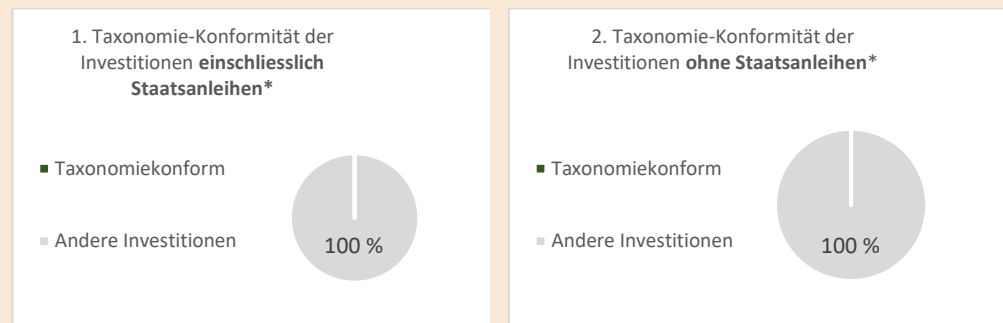 1. Taxonomie-Konformität der
Investitionen einschliesslich
Staatsanleihen*
Taxonomiekonform
Andere Investitionen
100 %
2. Taxonomie-Konformität der
Investitionen ohne Staatsanleihen*
Taxonomiekonform
Andere Investitionen
100 %